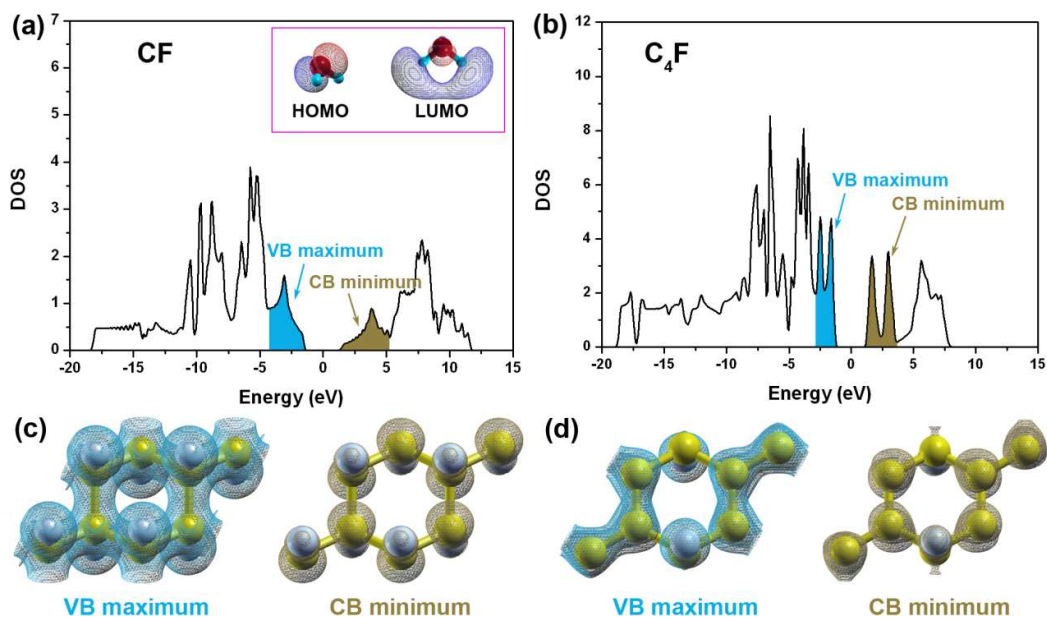 (a)
CF
HOMO
LUMO
VB maximum
CB minimum
7
6
5
4
3
2
1
0
DOS
-20
-15
-10
-5
0
5
10
15
Energy (eV)
(b)
C₄F
VB maximum
CB minimum
12
10
8
6
4
2
0
DOS
-20
-15
-10
-5
0
5
10
15
Energy (eV)
(c)
VB maximum
CB minimum
(d)
VB maximum
CB minimum